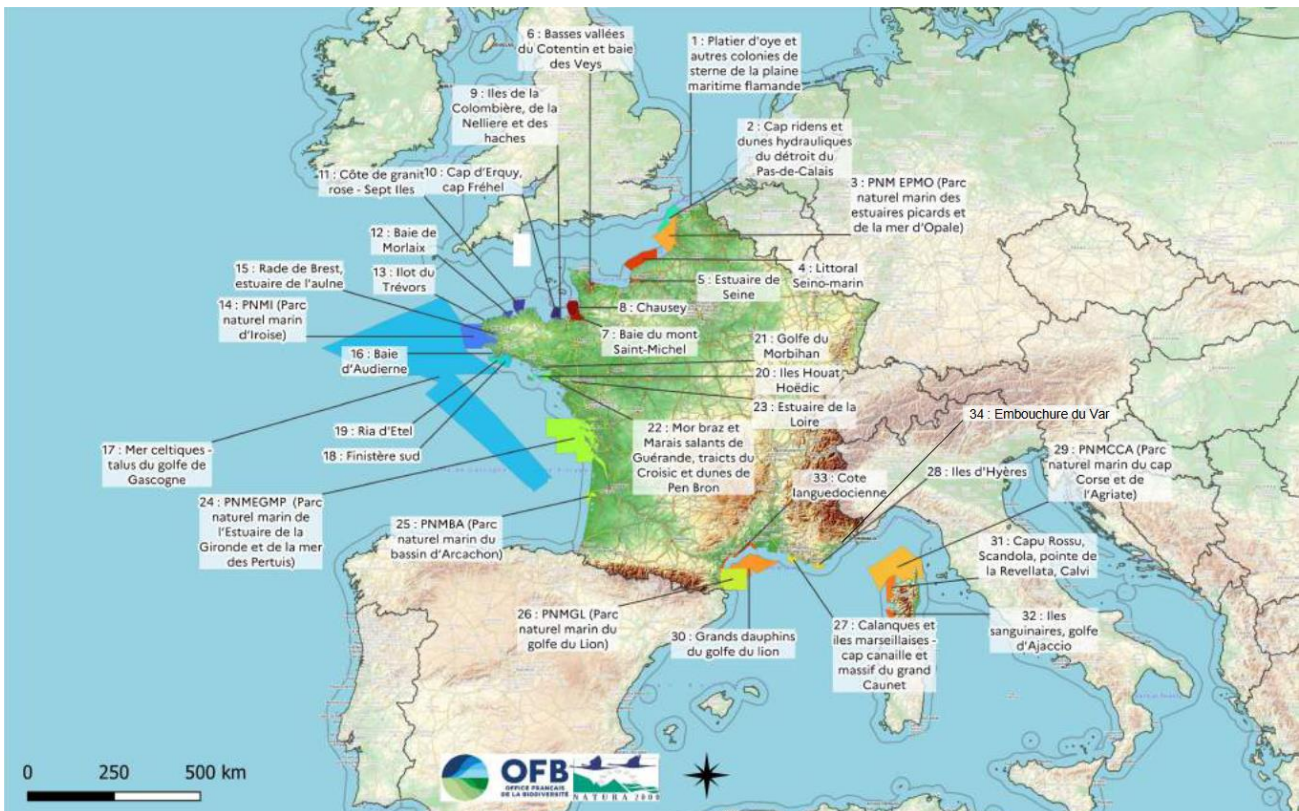 6 : Basses vallées
du Cotentin et baie
des Veys
1 : Platier d'oye et
autres colonies de
sterne de la plaine
maritime flamande
9 : Iles de la
Colombière, de la
Nelliere et des
haches
2 : Cap ridens et
dunes hydrauliques
du détroit du
Pas-de-Calais
11 : Côte de granit
rose - Sept Iles
10 : Cap d'Erquy,
cap Fréhel
3 : PNM EPMO (Parc
naturel marin des
estuaires picards et
de la mer d'Opale)
12 : Baie de
Morlaix
15 : Rade de Brest,
estuaire de l'aulne
13 : Ilot du
Trévors
4 : Littoral
Seino-marin
5 : Estuaire de
Seine
14 : PNMI (Parc
naturel marin
d'Iroise)
8 : Chausey
7 : Baie du mont
Saint-Michel
21 : Golfe du
Morbihan
16 : Baie
d'Audierne
20 : Iles Houat
Hoëdic
23 : Estuaire de la
Loire
34 : Embouchure du Var
19 : Ria d'Etel
18 : Finistère sud
22 : Mor braz et
Marais salants de
Guérande, traicts du
Croisic et dunes de
Pen Bron
17 : Mer celtiques -
talus du golfe de
Gascogne
28 : Iles d'Hyères
29 : PNMCCA (Parc
naturel marin du cap
Corse et de
l'Agriate)
33 : Cote
languedocienne
24 : PNMEGMP (Parc
naturel marin de
l'Estuaire de la
Gironde et de la mer
des Pertuis)
25 : PNMBA (Parc
naturel marin du
bassin d'Arcachon)
31 : Capu Rossu,
Scandola, pointe de
la Revellata, Calvi
26 : PNMGL (Parc
naturel marin du
golfe du Lion)
30 : Grands dauphins
du golfe du lion
27 : Calanques et
iles marseillaises -
cap canaille et
massif du grand
Caunet
32 : Iles
sanguinaires, golfe
d'Ajaccio
0 250 500 km
OFB
OFFICE FRANÇAIS
DE LA BIODIVERSITÉ
NATURA 2000